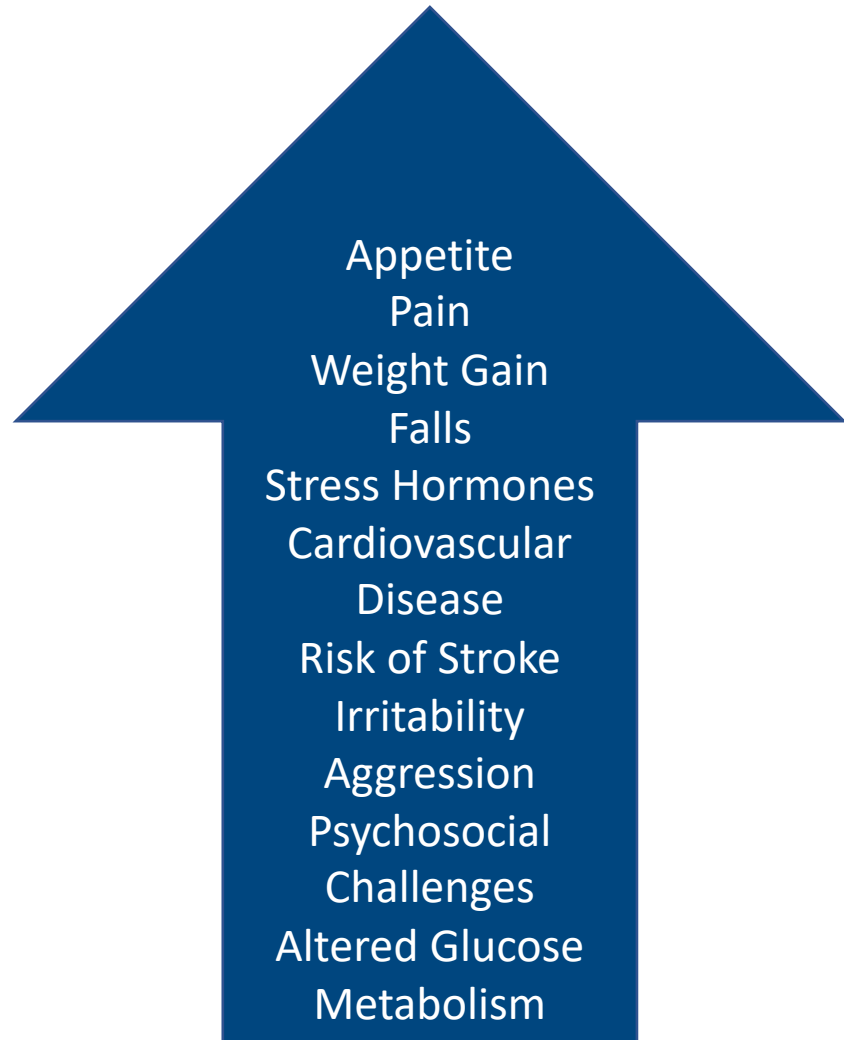 Appetite
Pain
Weight Gain
Falls
Stress Hormones
Cardiovascular
Disease
Risk of Stroke
Irritability
Aggression
Psychosocial
Challenges
Altered Glucose
Metabolism